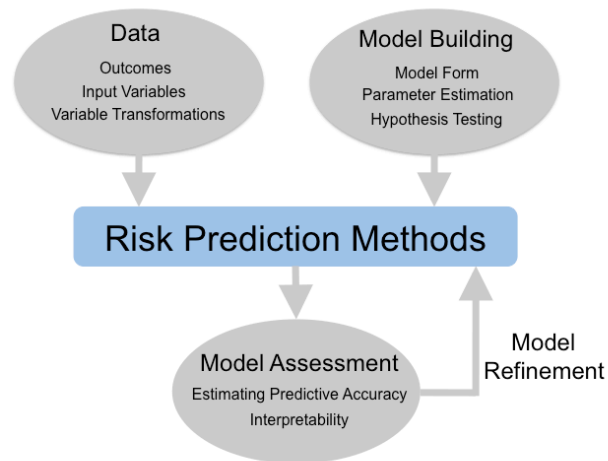 Data
Outcomes
Input Variables
Variable Transformations
Model Building
Model Form
Parameter Estimation
Hypothesis Testing
Risk Prediction Methods
Model Assessment
Estimating Predictive Accuracy
Interpretability
Model
Refinement